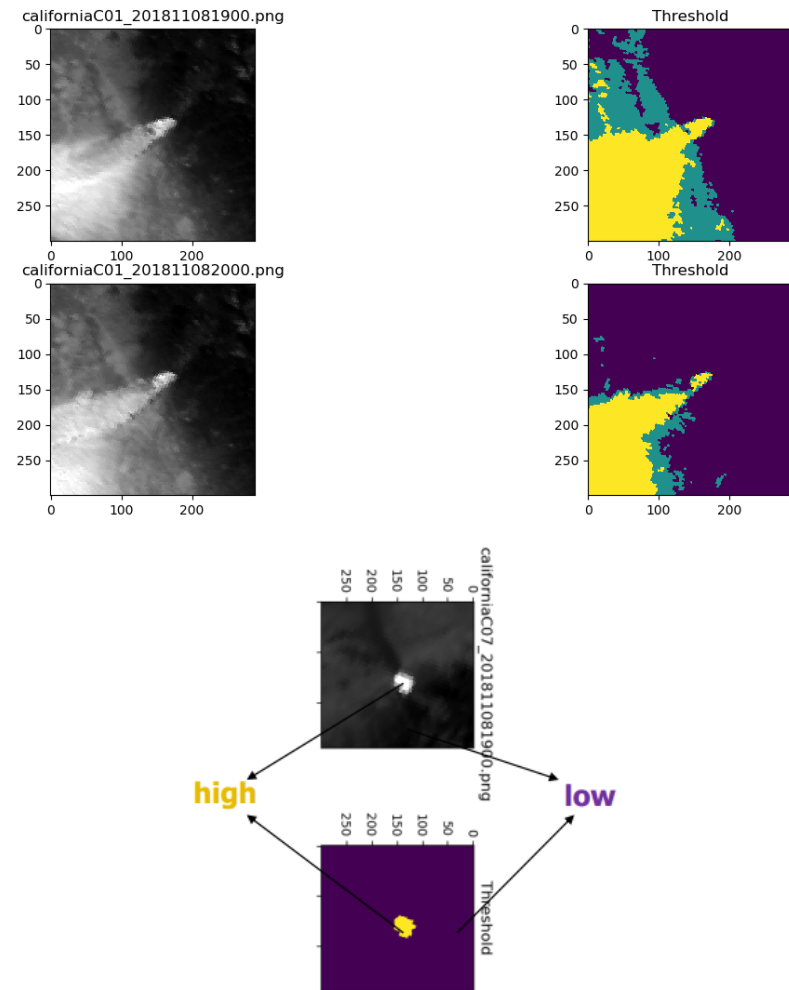 californiaC01_201811081900.png
Threshold
0
50
100
150
200
250
0 100 200
0
50
100
150
200
250
0 100 200
californiaC01_201811082000.png
Threshold
0
50
100
150
200
250
0 100 200
0
50
100
150
200
250
0 100 200
californiaC07_201811081900.png
250 200 150 100 50 0
high
low
250 200 150 100 50 0
Threshold